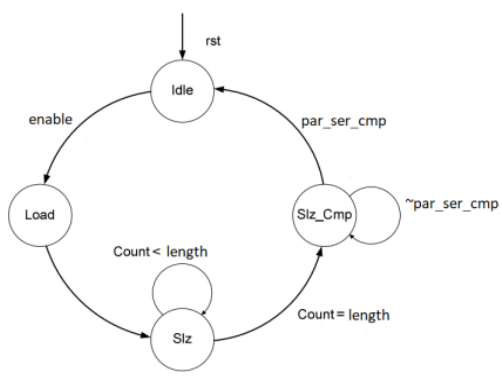 rst
Idle
enable
par_ser_cmp
Load
Slz_Cmp
~par_ser_cmp
Count < length
Count = length
Slz